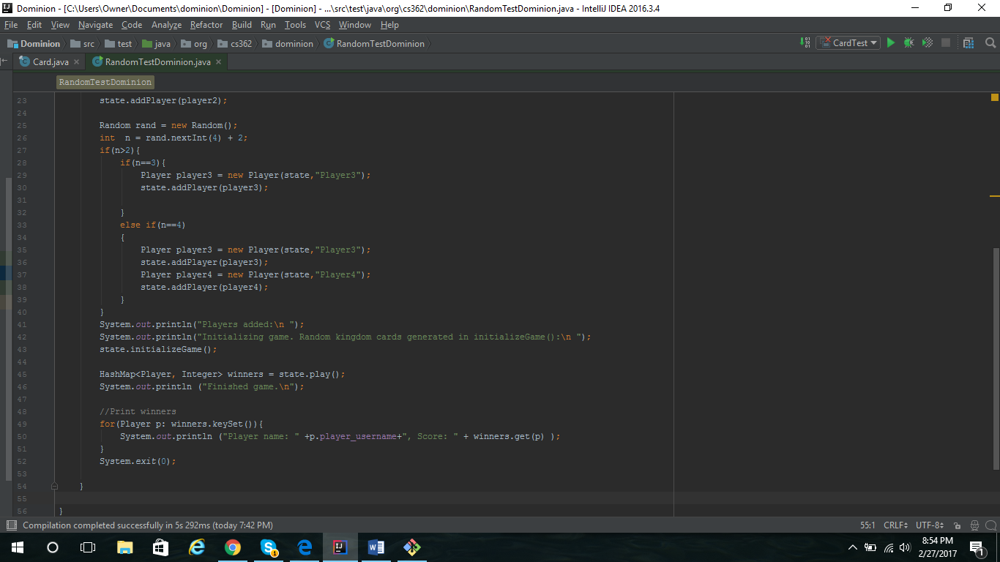 Dominion - [C:\Users\Owner\Documents\dominion\Dominion] - [Dominion] - ...\src\test\java\org\cs362\dominion\RandomTestDominion.java - IntelliJ IDEA 2016.3.4
File Edit View Navigate Code Analyze Refactor Build Run Tools VCS Window Help
Dominion src test java org cs362 dominion RandomTestDominion CardTest
Card.java RandomTestDominion.java
RandomTestDominion
23 state.addPlayer(player2);
24
25 Random rand = new Random();
26 int  n = rand.nextInt(4) + 2;
27 if(n>2){
28 if(n==3){
29 Player player3 = new Player(state,"Player3");
30 state.addPlayer(player3);
31
32 }
33 else if(n==4)
34 {
35 Player player3 = new Player(state,"Player3");
36 state.addPlayer(player3);
37 Player player4 = new Player(state,"Player4");
38 state.addPlayer(player4);
39 }
40 }
41 System.out.println("Players added:\n ");
42 System.out.println("Initializing game. Random kingdom cards generated in initializeGame():\n ");
43 state.initializeGame();
44
45 HashMap<Player, Integer> winners = state.play();
46 System.out.println ("Finished game.\n");
47
48 //Print winners
49 for(Player p: winners.keySet()){
50 System.out.println ("Player name: " +p.player_username+", Score: " + winners.get(p) );
51 }
52 System.exit(0);
53
54 }
55
56 }
Compilation completed successfully in 5s 292ms (today 7:42 PM) 55:1 CRLF UTF-8
8:54 PM
2/27/2017